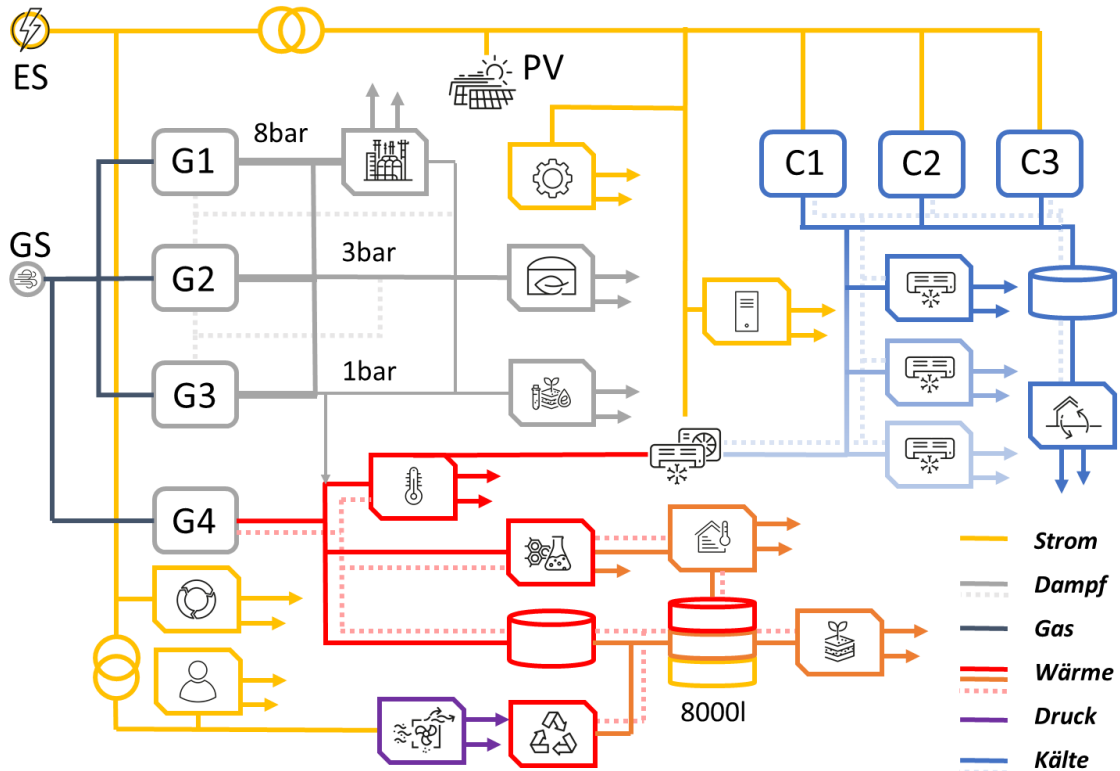 ES
PV
8bar
G1
C1
C2
C3
GS
3bar
G2
1bar
G3
G4
8000l
Strom
Dampf
Gas
Wärme
Druck
Kälte